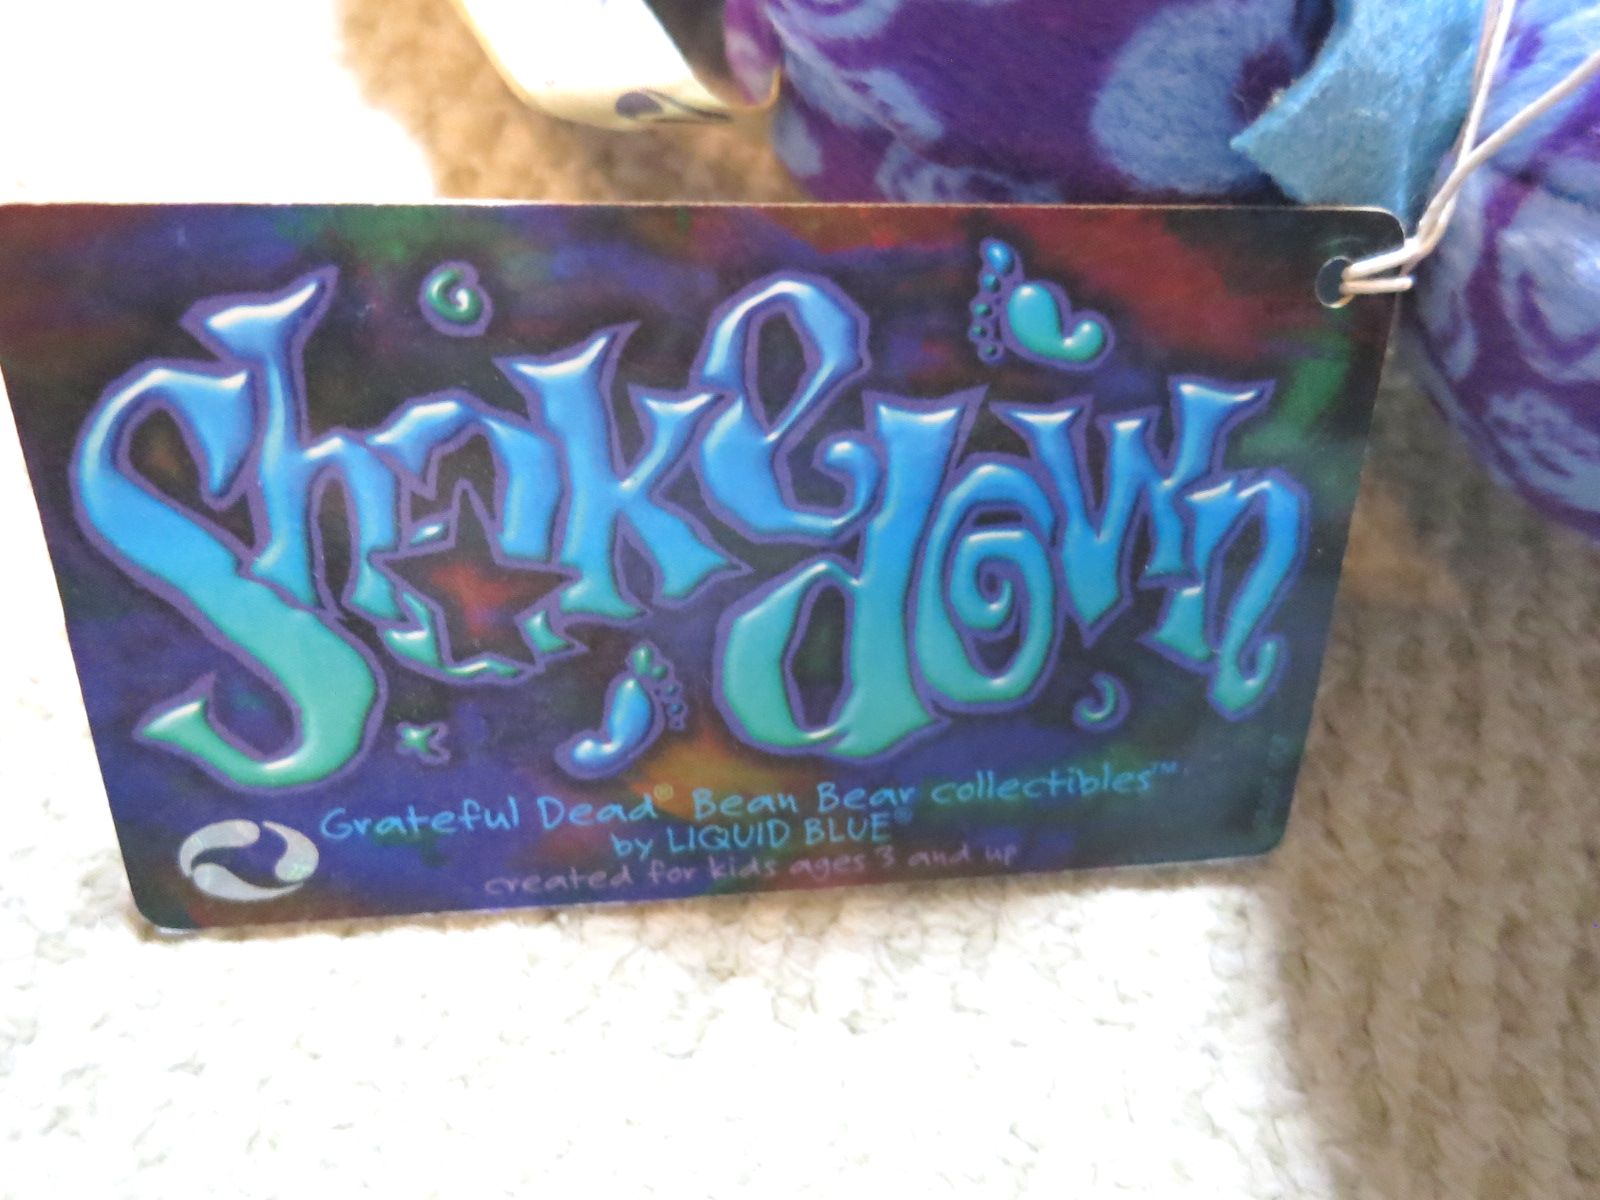 Shakedown
Grateful Dead® Bean Bear collectibles™
by LIQUID BLUE®
created for kids ages 3 and up